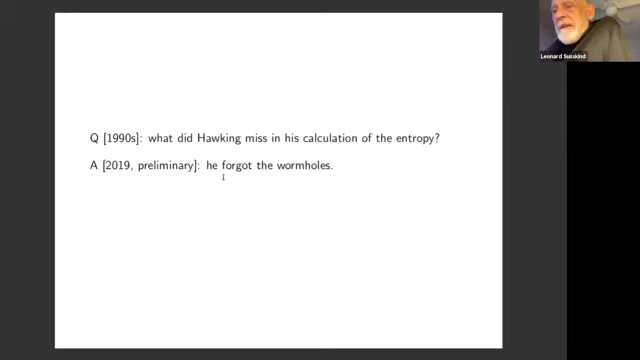 Leonard Susskind
Q [1990s]: what did Hawking miss in his calculation of the entropy?
A [2019, preliminary]: he forgot the wormholes.